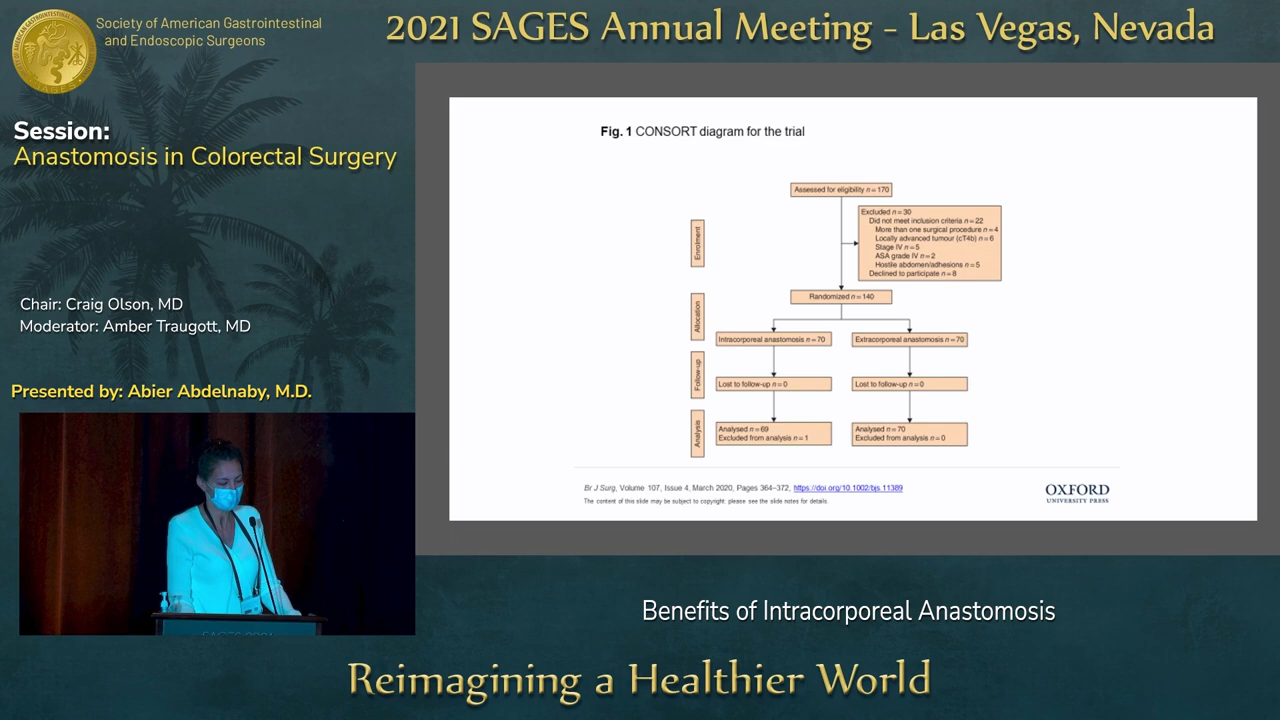 Society of American Gastrointestinal
and Endoscopic Surgeons
2021 SAGES Annual Meeting - Las Vegas, Nevada
Session:
Anastomosis in Colorectal Surgery
Chair: Craig Olson, MD
Moderator: Amber Traugott, MD
Presented by: Abier Abdelnaby, M.D.
Fig. 1 CONSORT diagram for the trial
Assessed for eligibility n = 170
Enrolment
Excluded n = 30
Did not meet inclusion criteria n = 22
More than one surgical procedure n = 4
Locally advanced tumour (cT4b) n = 6
Stage IV n = 5
ASA grade IV n = 2
Hostile abdomen/adhesions n = 5
Declined to participate n = 8
Allocation
Randomized n = 140
Intracorporeal anastomosis n = 70
Extracorporeal anastomosis n = 70
Follow-up
Lost to follow-up n = 0
Lost to follow-up n = 0
Analysis
Analysed n = 69
Excluded from analysis n = 1
Analysed n = 70
Excluded from analysis n = 0
Br J Surg, Volume 107, Issue 4, March 2020, Pages 364–372, https://doi.org/10.1002/bjs.11389
The content of this slide may be subject to copyright: please see the slide notes for details.
OXFORD
UNIVERSITY PRESS
Benefits of Intracorporeal Anastomosis
Reimagining a Healthier World